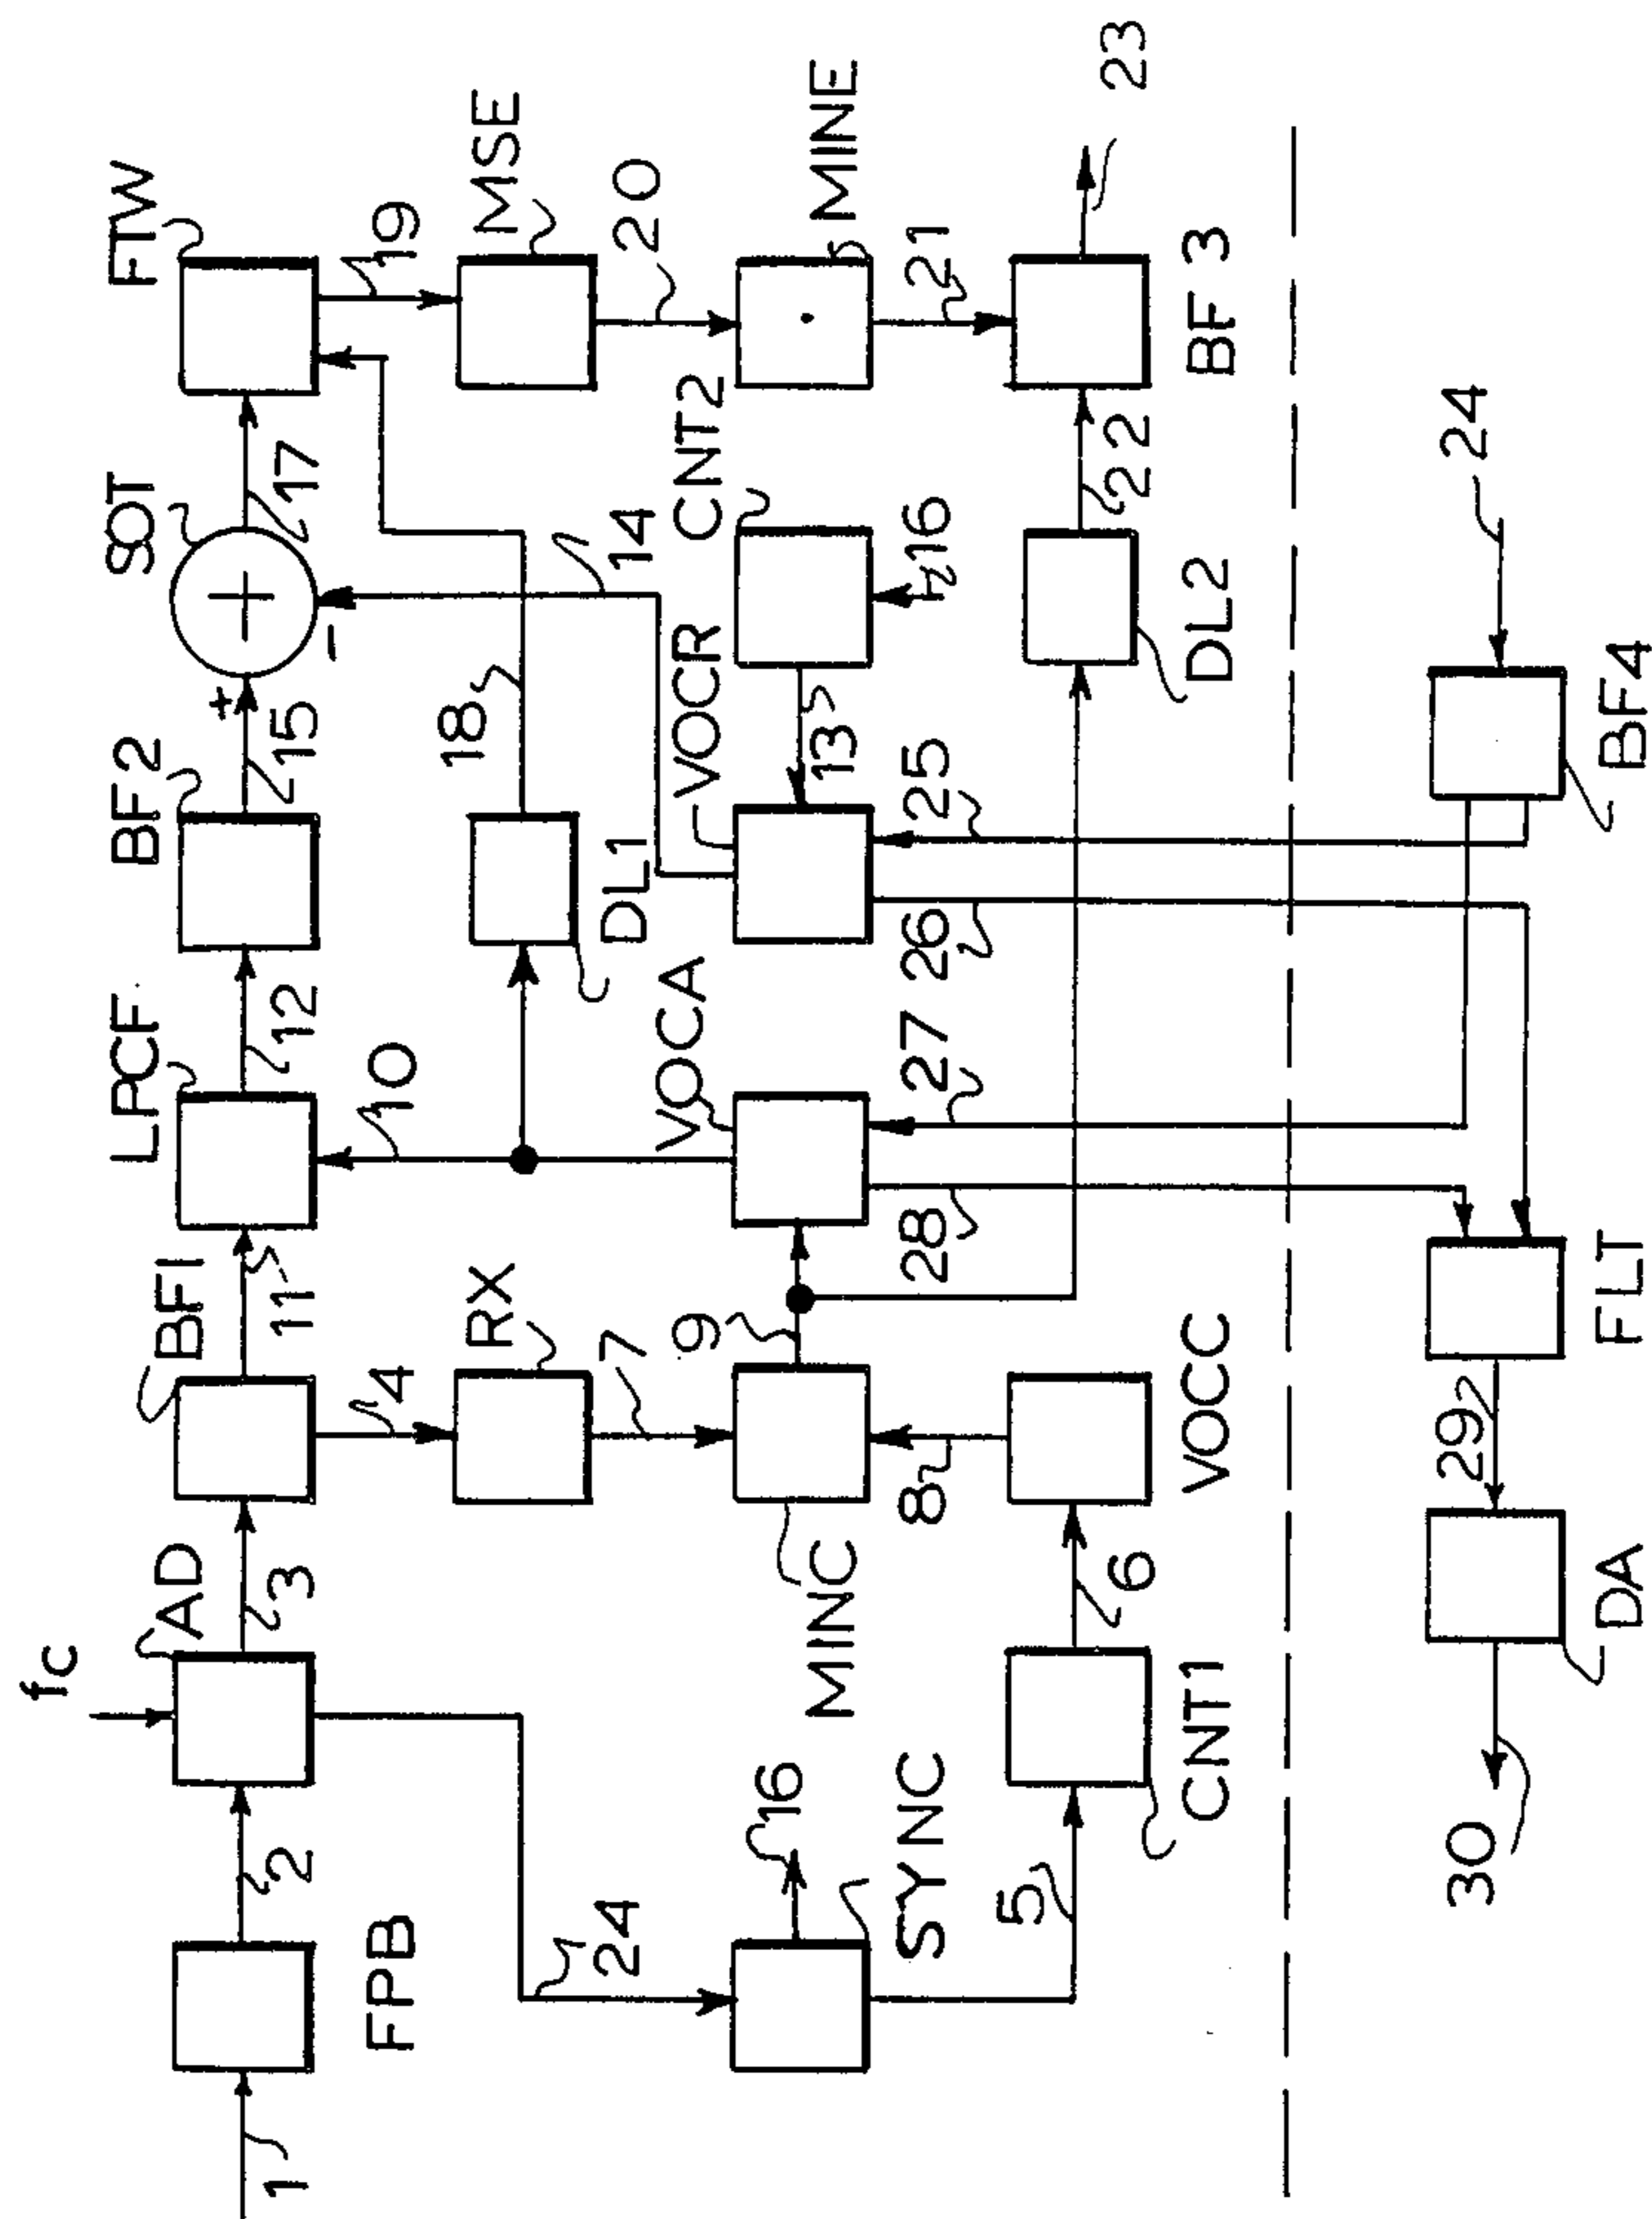 fc
AD
BF1
LPCF
BF2
SOT
FTW
+
+
−
1
2
3
11
12
15
17
FPB
4
10
19
RX
18
MSE
24
7
DL1
14
20
9
VOCA
VOCR
CNT2
16
MINC
13
MINE
SYNC
8
28
27
26
25
16
21
5
6
22
23
CNT1
VOCC
DL2
BF 3
30
29
24
DA
FLT
BF4